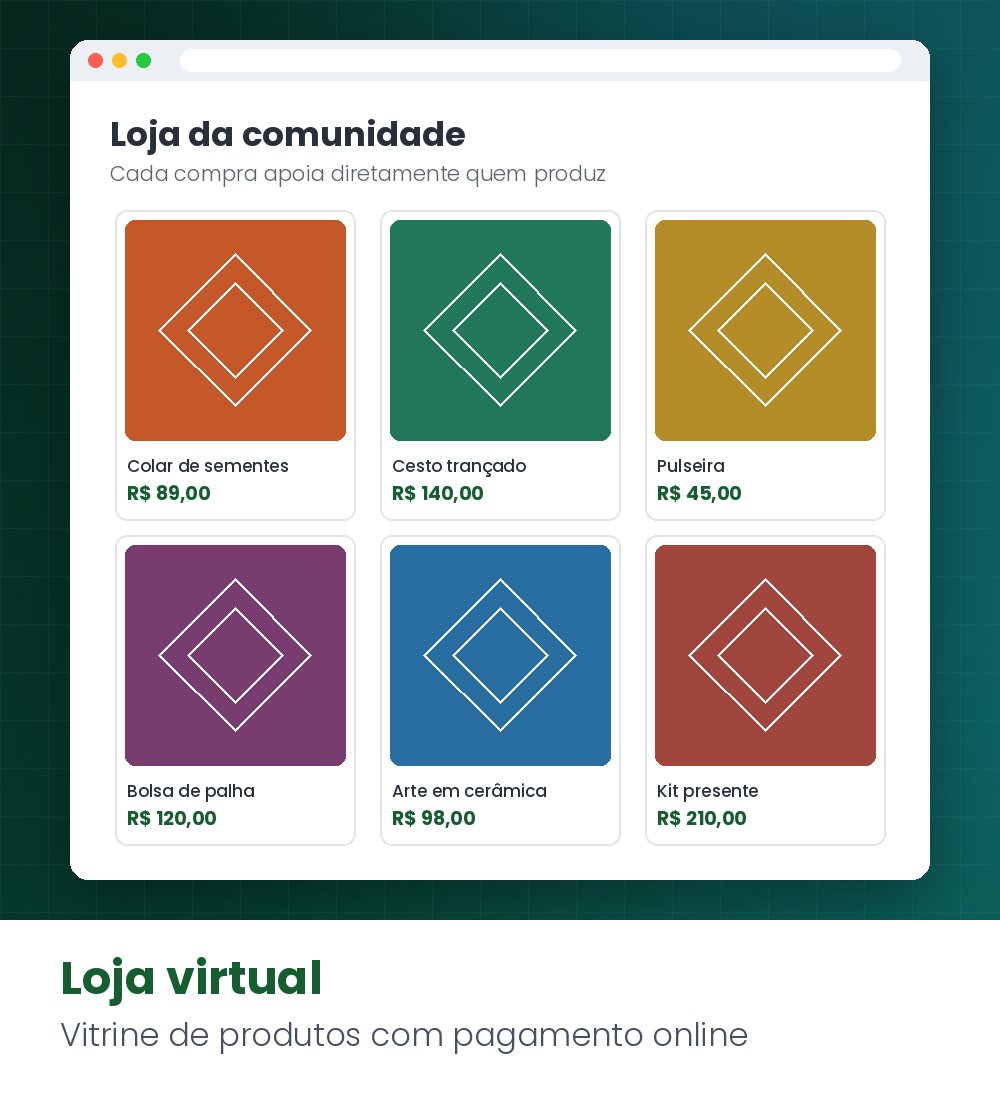 Loja da comunidade
Cada compra apoia diretamente quem produz
Colar de sementes
R$ 89,00
Cesto trançado
R$ 140,00
Pulseira
R$ 45,00
Bolsa de palha
R$ 120,00
Arte em cerâmica
R$ 98,00
Kit presente
R$ 210,00
Loja virtual
Vitrine de produtos com pagamento online